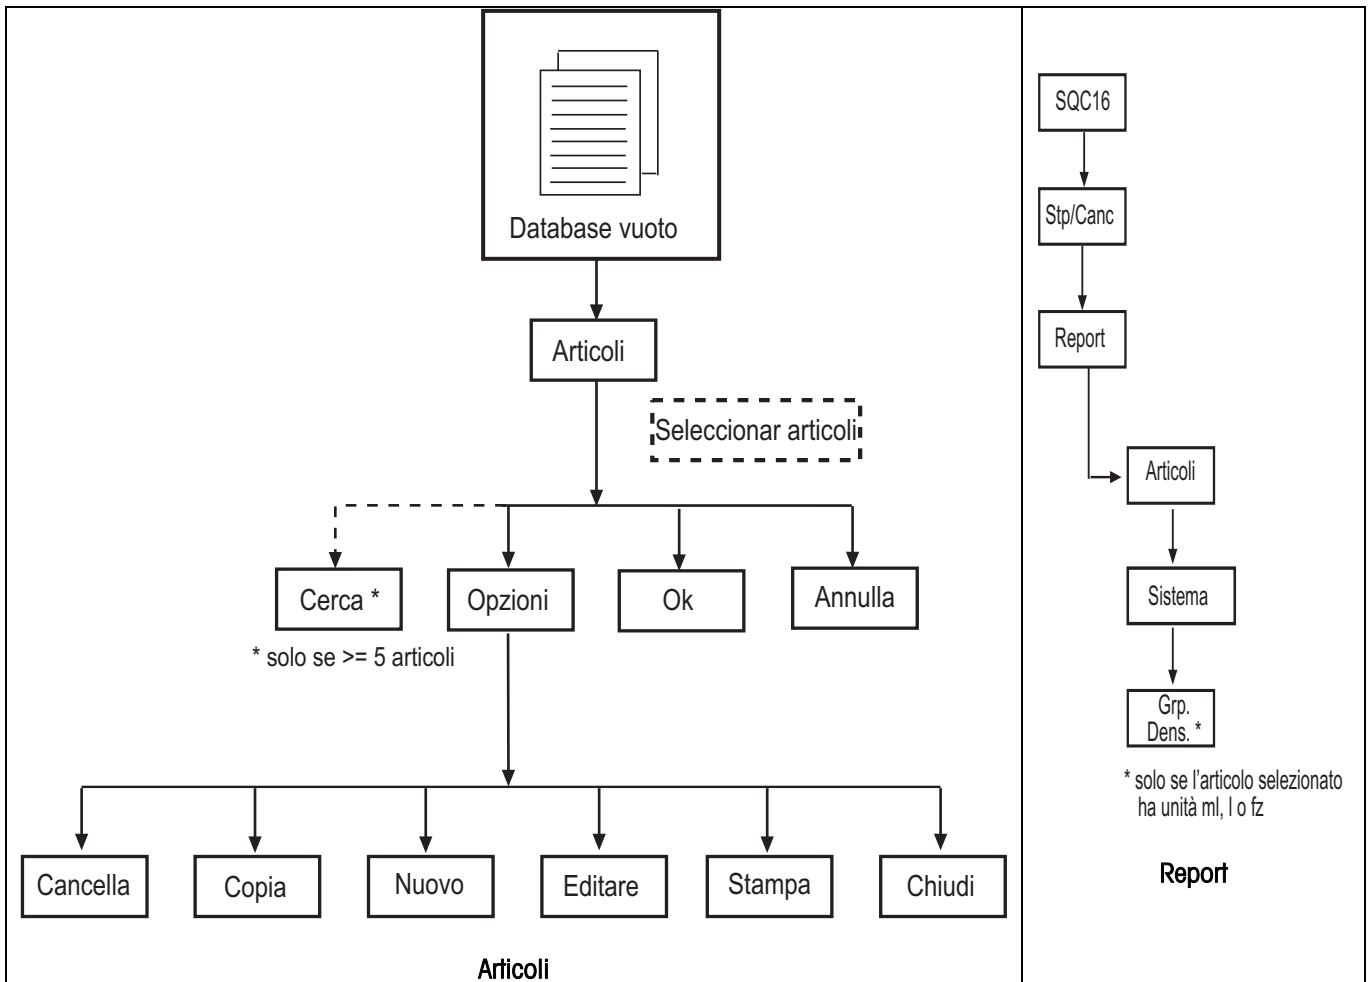 Database vuoto
Articoli
Seleccionar articoli
Cerca *
Opzioni
Ok
Annulla
* solo se >= 5 articoli
Cancella
Copia
Nuovo
Editare
Stampa
Chiudi
Articoli
SQC16
Stp/Canc
Report
Articoli
Sistema
Grp.
Dens. *
* solo se l'articolo selezionato
ha unità ml, l o fz
Report